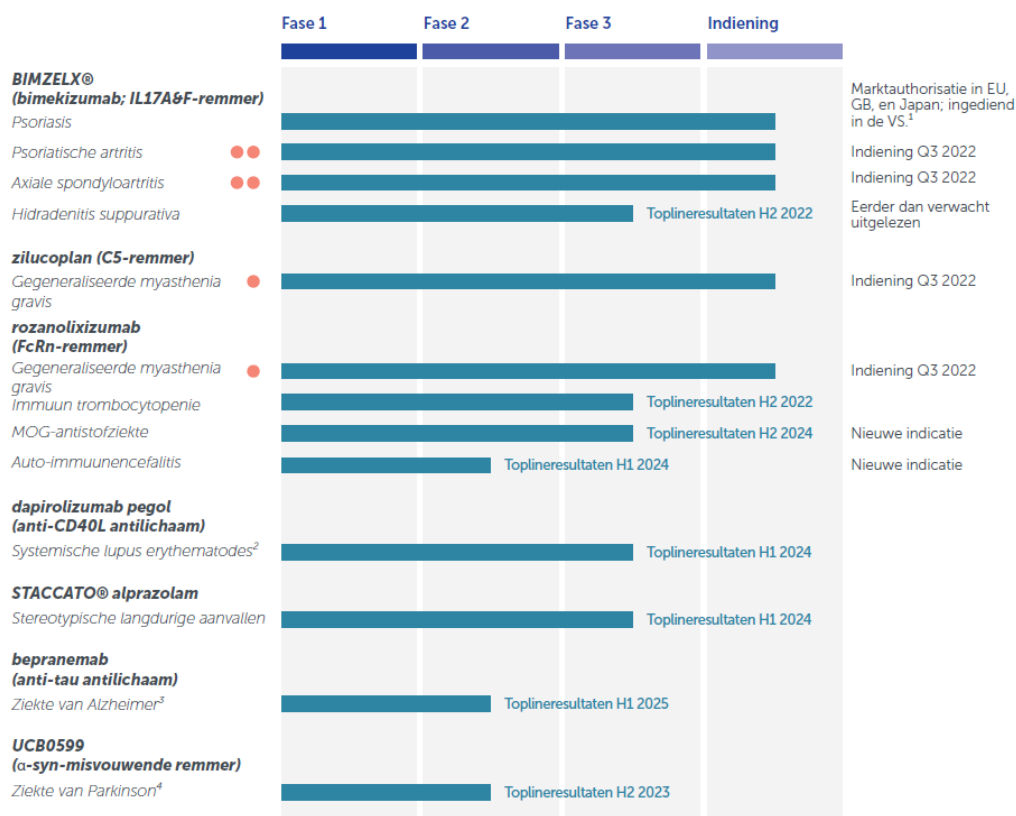 Fase 1 Fase 2 Fase 3 Indiening
BIMZELX®
(bimekizumab; IL17A&F-remmer)
Psoriasis
Marktauthorisatie in EU,
GB, en Japan; ingediend
in de VS.¹
Psoriatische artritis Indiening Q3 2022
Axiale spondyloartritis Indiening Q3 2022
Hidradenitis suppurativa Toplineresultaten H2 2022 Eerder dan verwacht
uitgelezen
zilucoplan (C5-remmer)
Gegeneraliseerde myasthenia Indiening Q3 2022
gravis
rozanolixizumab
(FcRn-remmer)
Gegeneraliseerde myasthenia Indiening Q3 2022
gravis
Immuun trombocytopenie Toplineresultaten H2 2022
MOG-antistofziekte Toplineresultaten H2 2024 Nieuwe indicatie
Auto-immuunencefalitis Toplineresultaten H1 2024 Nieuwe indicatie
dapirolizumab pegol
(anti-CD40L antilichaam)
Systemische lupus erythematodes² Toplineresultaten H1 2024
STACCATO® alprazolam
Stereotypische langdurige aanvallen Toplineresultaten H1 2024
bepranemab
(anti-tau antilichaam)
Ziekte van Alzheimer³ Toplineresultaten H1 2025
UCB0599
(α-syn-misvouwende remmer)
Ziekte van Parkinson⁴ Toplineresultaten H2 2023